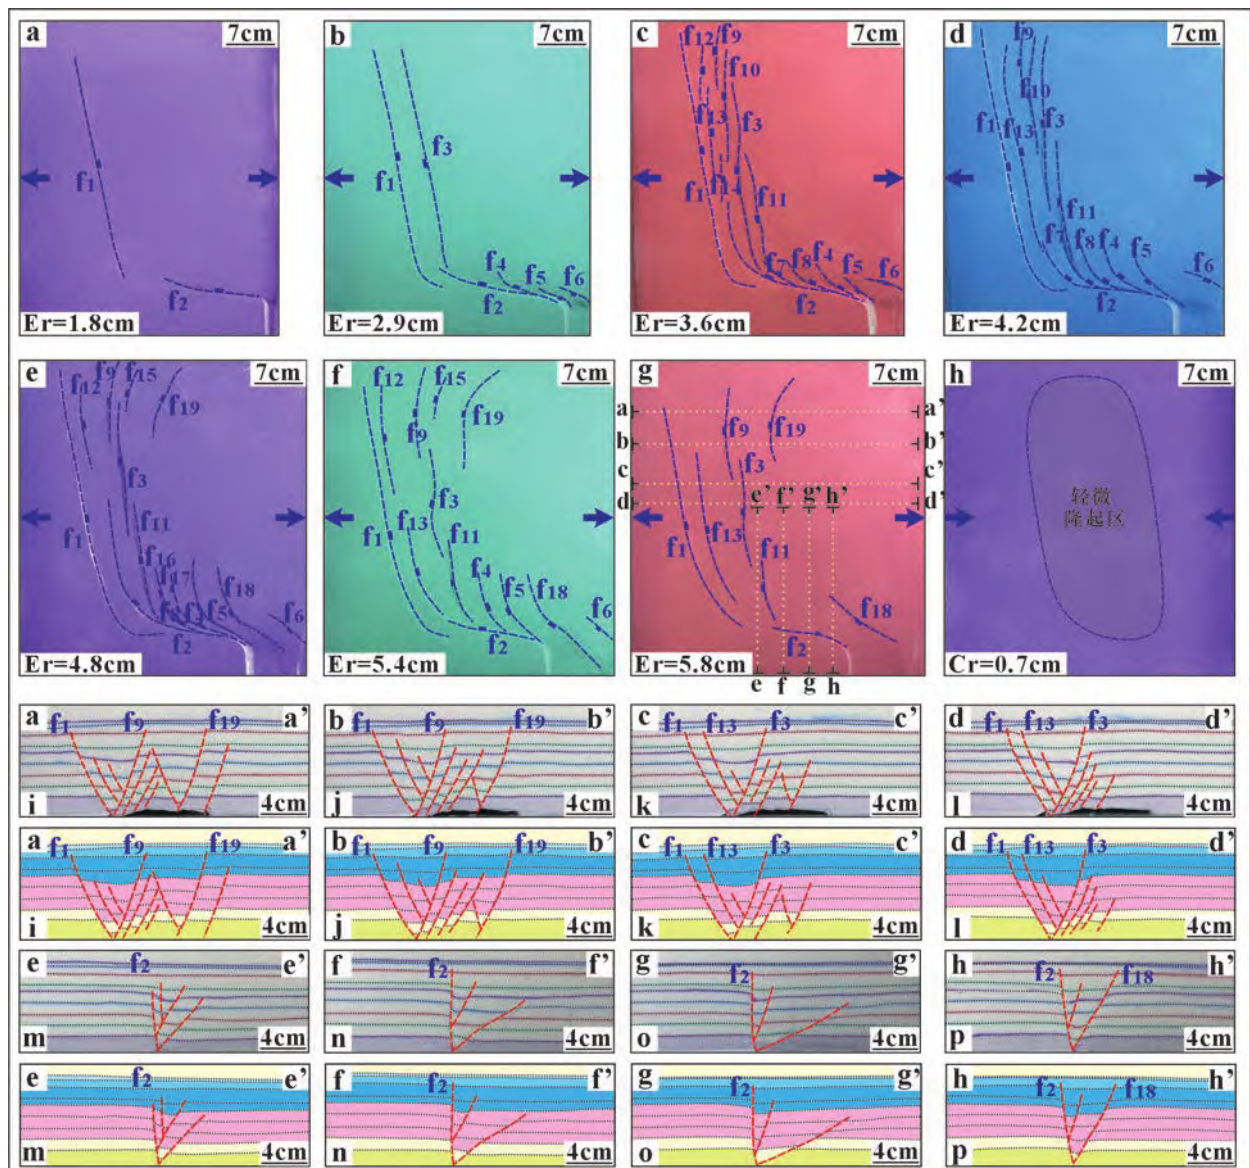 a 7cm
f1
f2
Er=1.8cm
b 7cm
f3
f1
f4
f5
f6
f2
Er=2.9cm
c 7cm
f12 f9
f10
f13 f3
f1 f14 f11
f7 f8 f4 f5 f6
f2
Er=3.6cm
d 7cm
f9
f10
f1 f13 f3
f11
f7 f8 f4 f5
f6
f2
Er=4.2cm
e 7cm
f12 f9 f15
f19
f3
f1 f11
f16
f17 f18
f5 f6
f2
Er=4.8cm
f 7cm
f12 f15
f9 f19
f3
f1 f13 f11
f4
f5 f18
f6
f2
Er=5.4cm
g 7cm
a a'
f9 f19
b b'
f3
c c'
d d'
e' f' g' h'
f1 f13 f11
f18
f2
Er=5.8cm
e f g h
h 7cm
轻微
隆起区
Cr=0.7cm
a f1 f9 f19 a'
i 4cm
b f1 f9 f19 b'
j 4cm
c f1 f13 f3 c'
k 4cm
d f1 f13 f3 d'
l 4cm
a f1 f9 f19 a'
i 4cm
b f1 f9 f19 b'
j 4cm
c f1 f13 f3 c'
k 4cm
d f1 f13 f3 d'
l 4cm
e f2 e'
m 4cm
f f2 f'
n 4cm
g f2 g'
o 4cm
h f2 f18 h'
p 4cm
e f2 e'
m 4cm
f f2 f'
n 4cm
g f2 g'
o 4cm
h f2 f18 h'
p 4cm